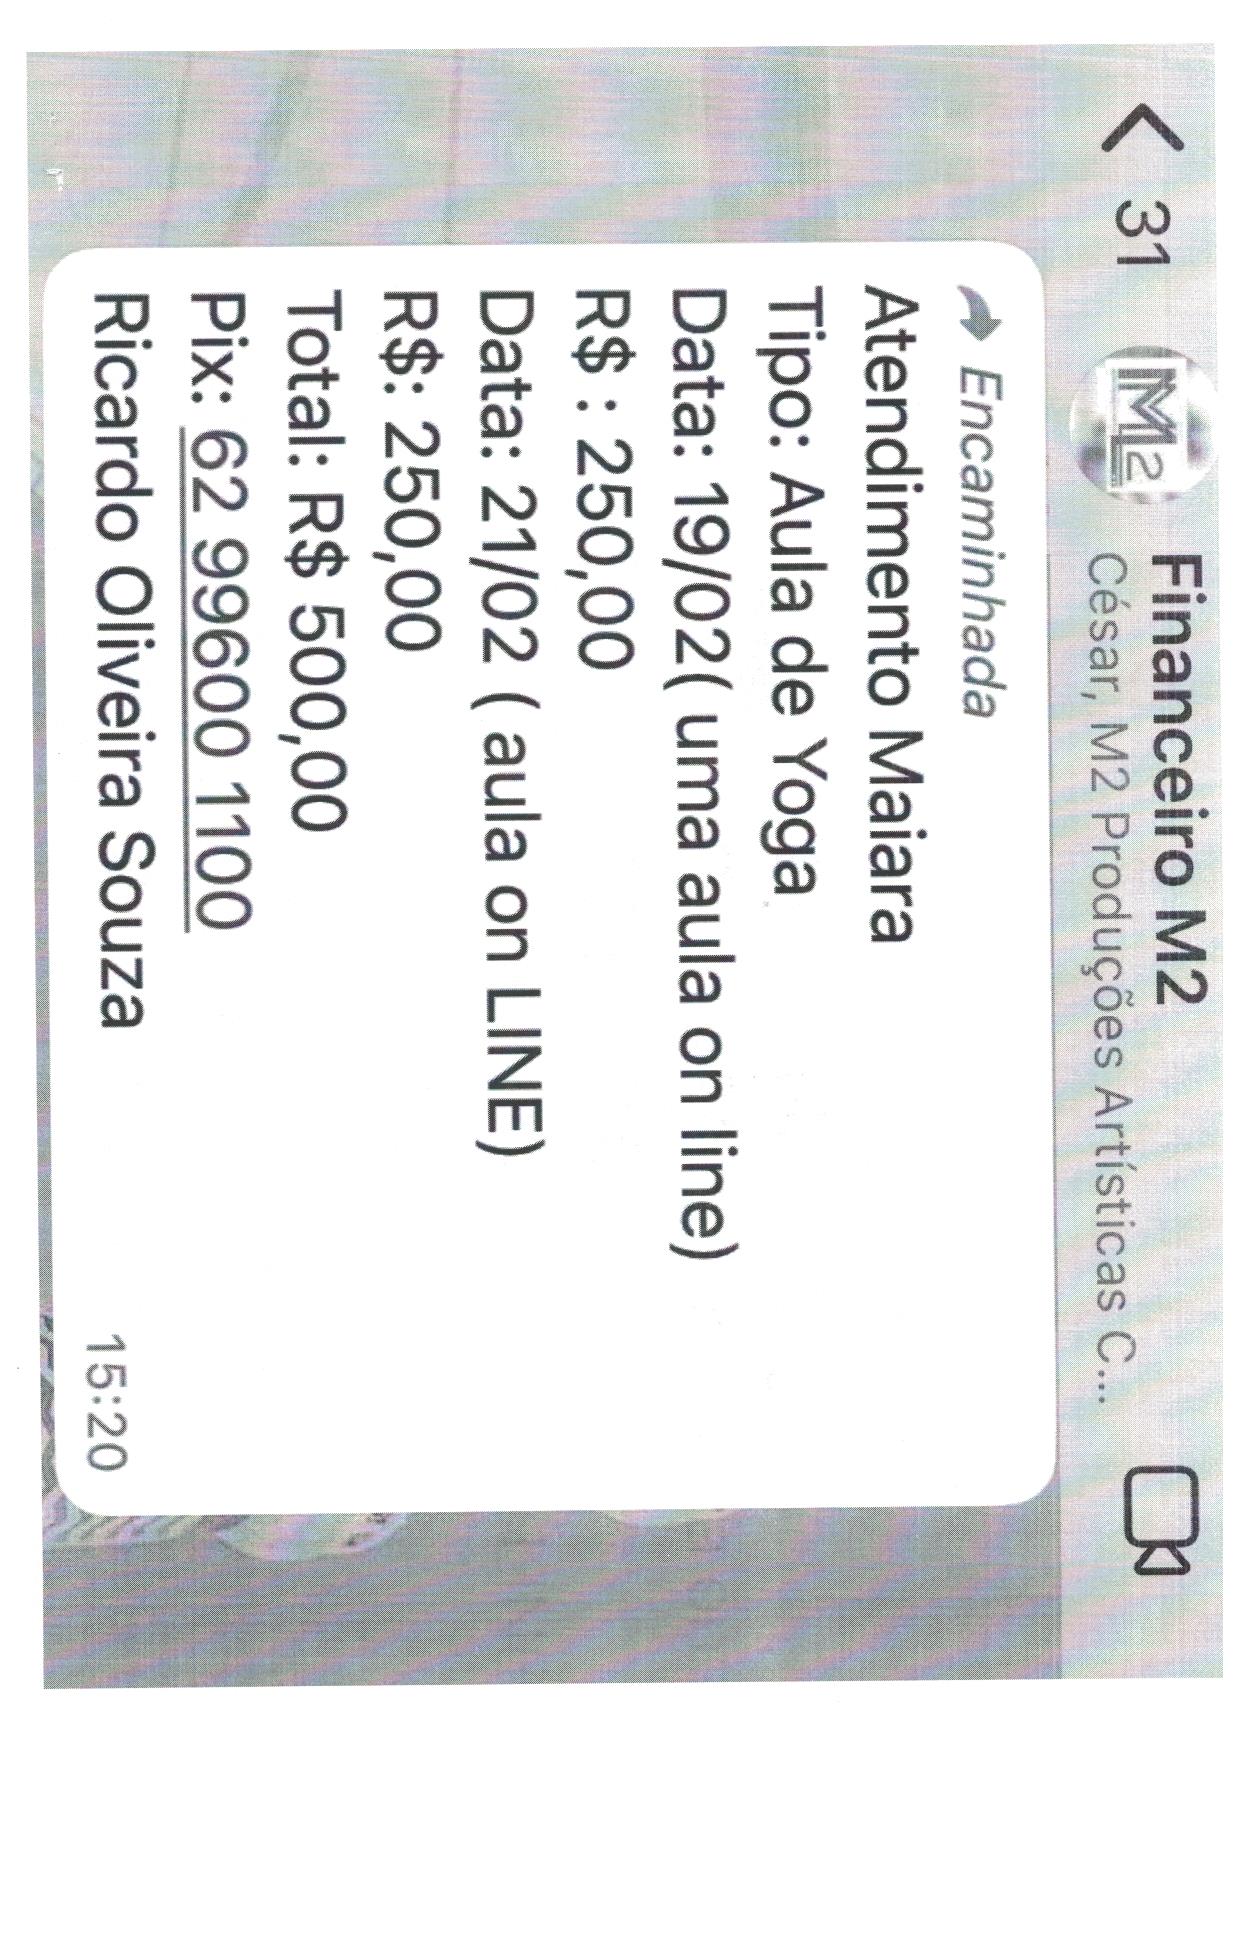 31
M2
Financeiro M2
César, M2 Produções Artísticas C...
Encaminhada
Atendimento Maiara
Tipo: Aula de Yoga
Data: 19/02( uma aula on line)
R$ : 250,00
Data: 21/02 ( aula on LINE)
R$: 250,00
Total: R$ 500,00
Pix: 62 99600 1100
Ricardo Oliveira Souza
15:20